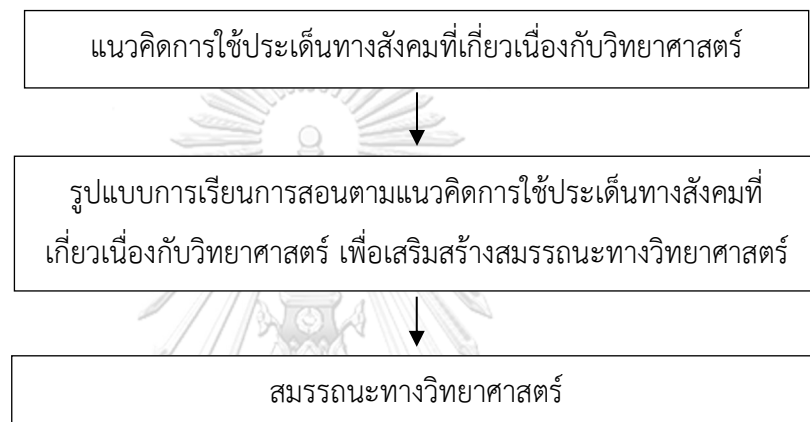 แนวคิดการใช้ประเด็นทางสังคมที่เกี่ยวเนื่องกับวิทยาศาสตร์
รูปแบบการเรียนการสอนตามแนวคิดการใช้ประเด็นทางสังคมที่
เกี่ยวเนื่องกับวิทยาศาสตร์ เพื่อเสริมสร้างสมรรถนะทางวิทยาศาสตร์
สมรรถนะทางวิทยาศาสตร์